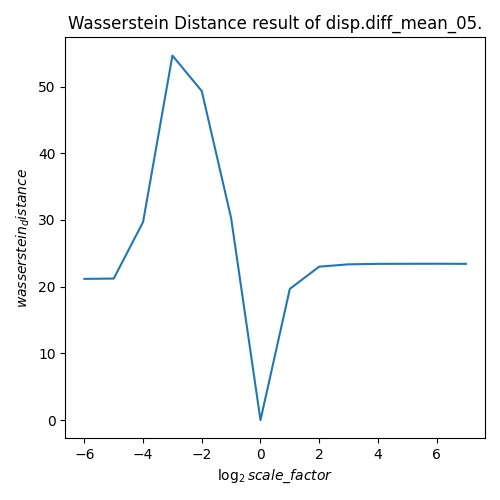 Wasserstein Distance result of disp.diff_mean_05.
wasserstein_distance
50
40
30
20
10
0
−6 −4 −2 0 2 4 6
log₂ scale_factor